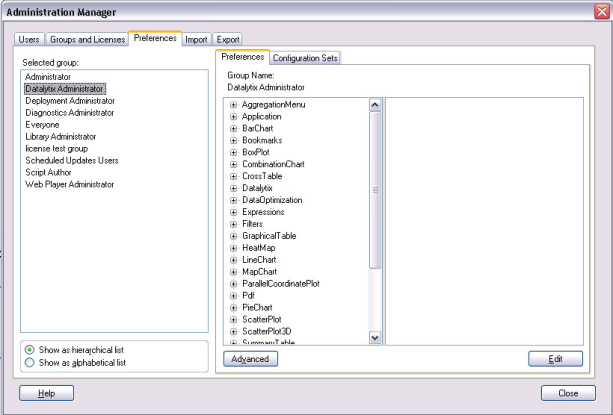 Administration Manager
Users Groups and Licenses Preferences Import Export
Selected group:
Administrator
Datalytix Administrator
Deployment Administrator
Diagnostics Administrator
Everyone
Library Administrator
license test group
Scheduled Updates Users
Script Author
Web Player Administrator
Show as hierarchical list
Show as alphabetical list
Preferences Configuration Sets
Group Name:
Datalytix Administrator
AggregationMenu
Application
BarChart
Bookmarks
BoxPlot
CombinationChart
CrossTable
Datalytix
DataOptimization
Expressions
Filters
GraphicalTable
HeatMap
LineChart
MapChart
ParallelCoordinatePlot
Pdf
PieChart
ScatterPlot
ScatterPlot3D
SummaryTable
Advanced Edit
Help Close